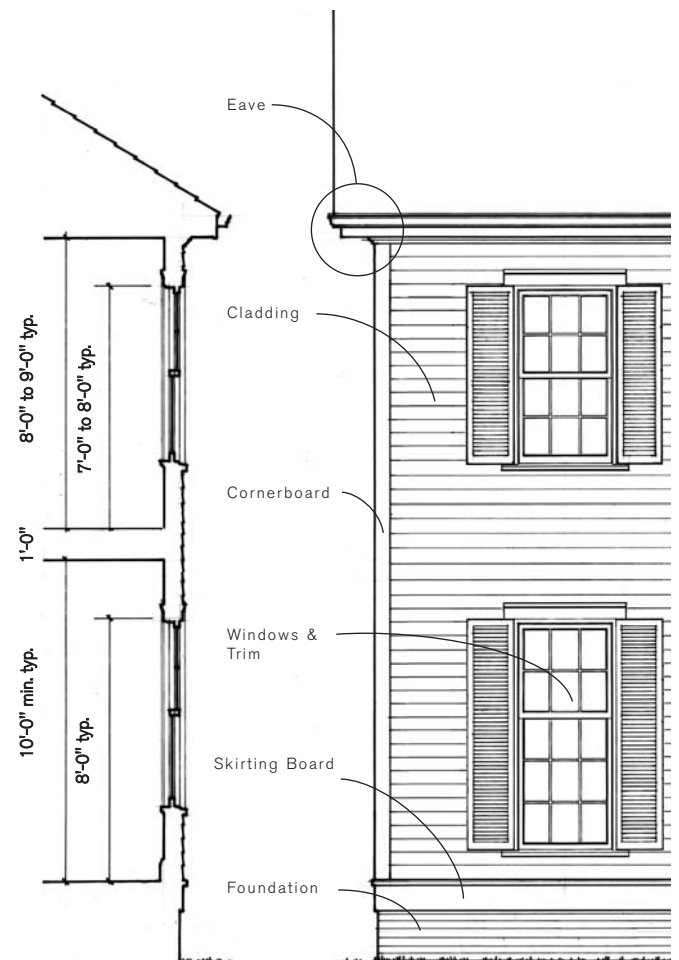 Eave
Cladding
8'-0" to 9'-0" typ.
7'-0" to 8'-0" typ.
Cornerboard
1'-0"
Windows &
Trim
10'-0" min. typ.
8'-0" typ.
Skirting Board
Foundation